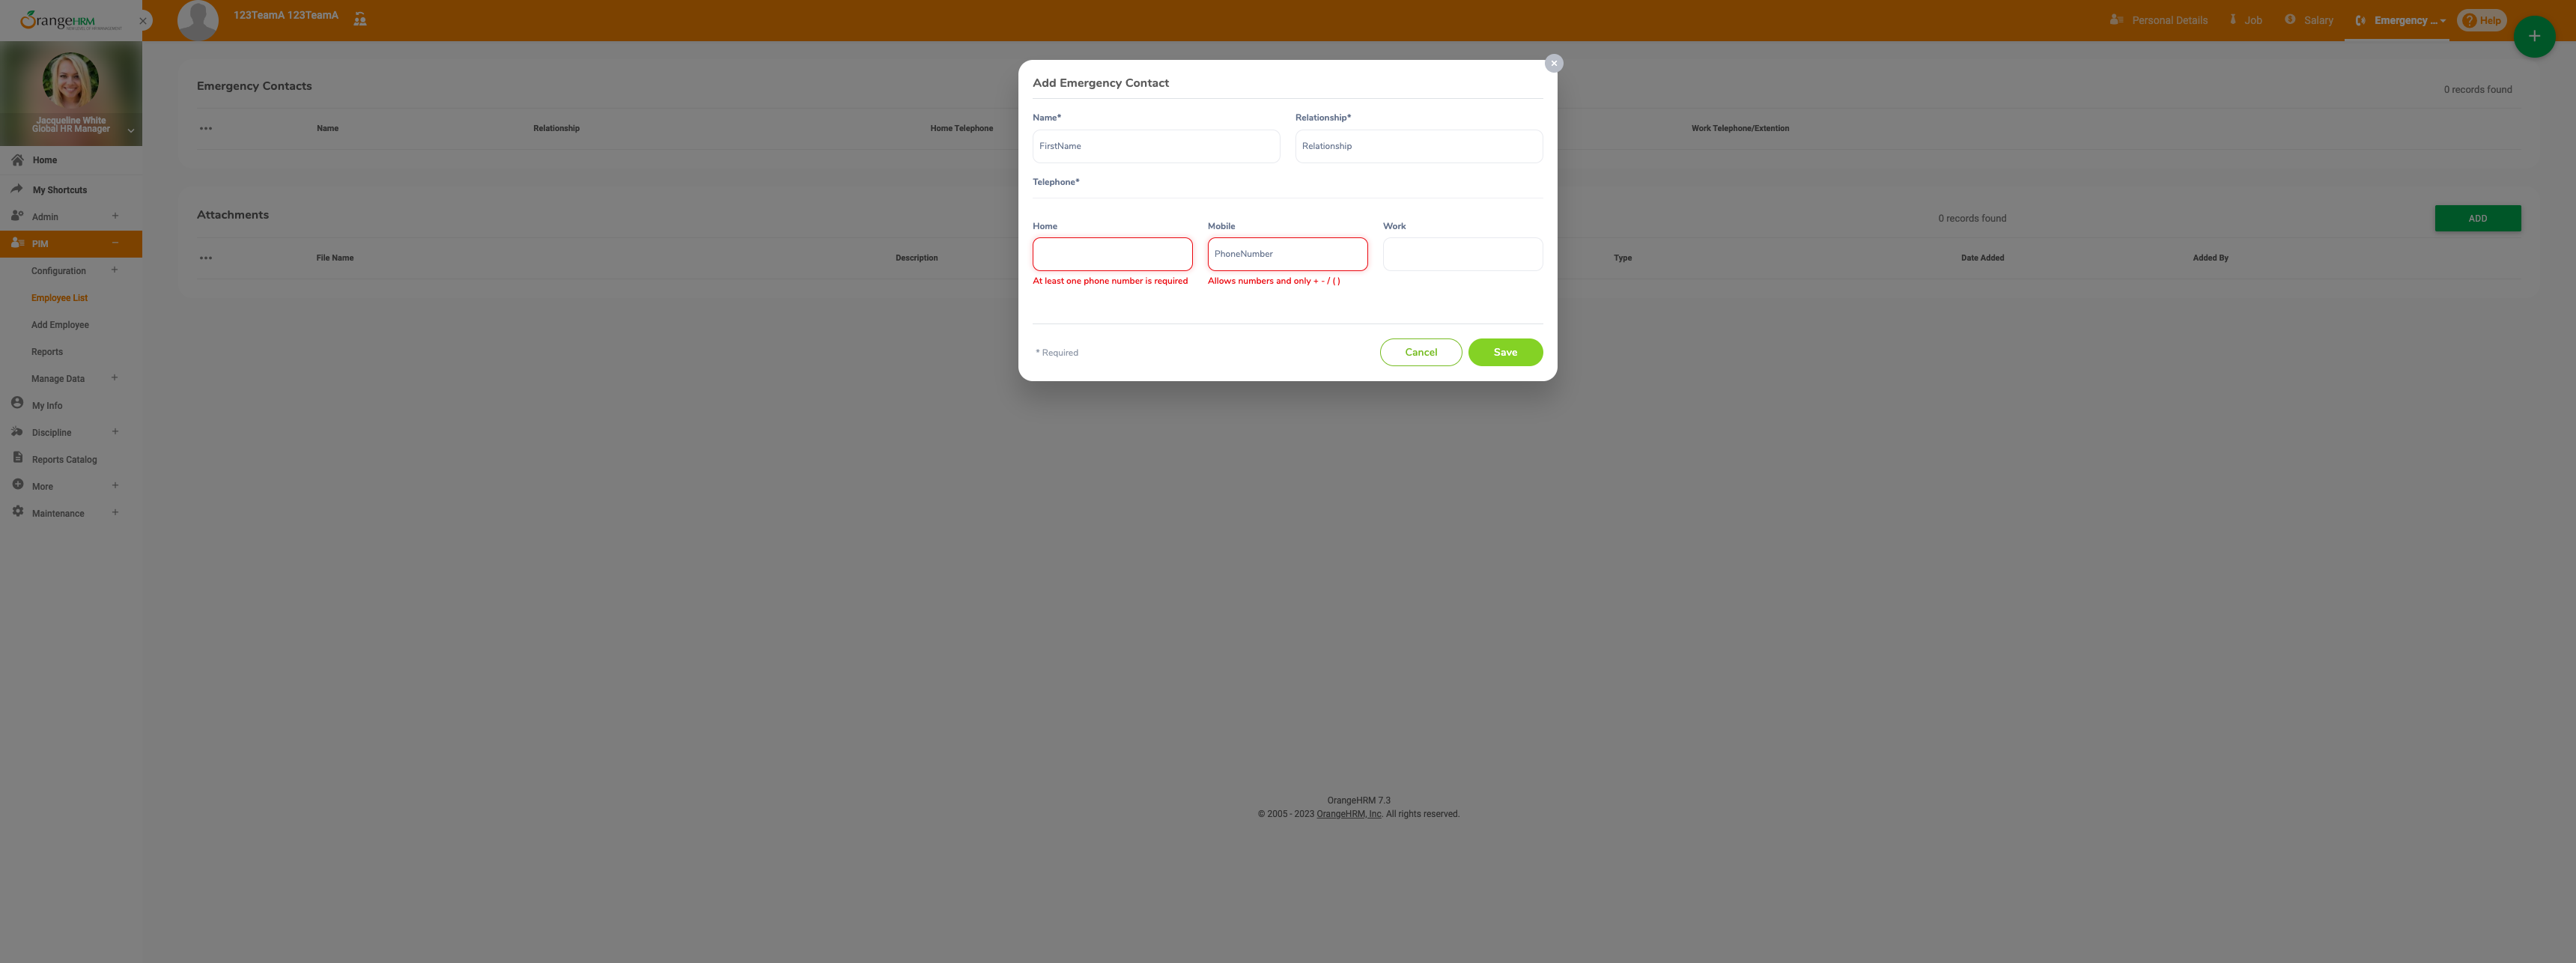 OrangeHRM
123TeamA 123TeamA
Personal Details
Job
Salary
Emergency ...
Help
Jacqueline White
Global HR Manager
Home
My Shortcuts
Admin
PIM
Configuration
Employee List
Add Employee
Reports
Manage Data
My Info
Discipline
Reports Catalog
More
Maintenance
Emergency Contacts
0 records found
Name
Relationship
Home Telephone
Work Telephone/Extention
Attachments
0 records found
ADD
File Name
Description
Type
Date Added
Added By
Add Emergency Contact
Name*
Relationship*
FirstName
Relationship
Telephone*
Home
Mobile
Work
PhoneNumber
At least one phone number is required
Allows numbers and only + - / ( )
* Required
Cancel
Save
OrangeHRM 7.3
© 2005 - 2023 OrangeHRM, Inc. All rights reserved.